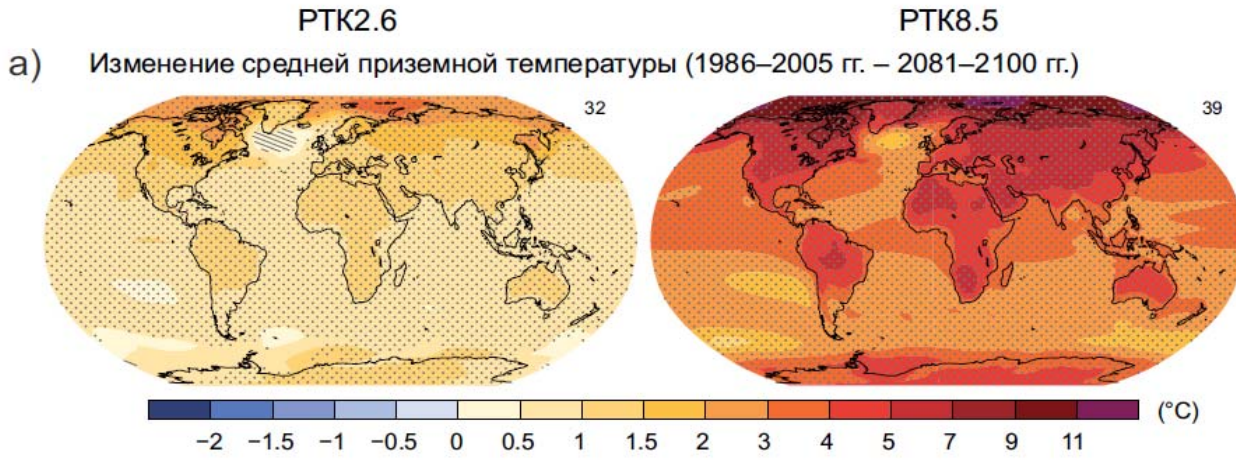 РТК2.6 РТК8.5
а) Изменение средней приземной температуры (1986–2005 гг. – 2081–2100 гг.)
32 39
(°C)
−2 −1.5 −1 −0.5 0 0.5 1 1.5 2 3 4 5 7 9 11